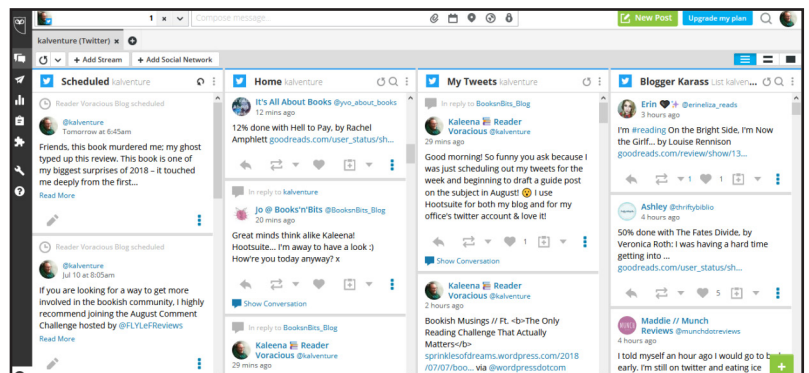 1
Compose message...
New Post
Upgrade my plan
kalventure (Twitter)
+ Add Stream
+ Add Social Network
Scheduled kalventure
Reader Voracious Blog scheduled
@kalventure
Tomorrow at 6:45am
Friends, this book murdered me; my ghost
typed up this review. This book is one of
my biggest surprises of 2018 – it touched
me deeply from the first...
Read More
Reader Voracious Blog scheduled
@kalventure
Jul 10 at 8:05am
If you are looking for a way to get more
involved in the bookish community, I highly
recommend joining the August Comment
Challenge hosted by @FLYLeFReviews
Read More
Home kalventure
It's All About Books @yvo_about_books
12 mins ago
12% done with Hell to Pay, by Rachel
Amphlett goodreads.com/user_status/sh...
In reply to kalventure
Jo @ Books'n'Bits @BooksnBits_Blog
20 mins ago
Great minds think alike Kaleena!
Hootsuite... I'm away to have a look :)
How're you today anyway? x
Show Conversation
In reply to BooksnBits_Blog
Kaleena 📚 Reader
Voracious @kalventure
29 mins ago
My Tweets kalventure
In reply to BooksnBits_Blog
Kaleena 📚 Reader
Voracious @kalventure
29 mins ago
Good morning! So funny you ask because I
was just scheduling out my tweets for the
week and beginning to draft a guide post
on the subject in August! 😮 I use
Hootsuite for both my blog and for my
office's twitter account & love it!
1
Show Conversation
Kaleena 📚 Reader
Voracious @kalventure
2 hours ago
Bookish Musings // Ft. <b>The Only
Reading Challenge That Actually
Matters</b>
sprinklesofdreams.wordpress.com/2018
/07/07/boo... via @wordpressdotcom
Blogger Karass List kalven...
Erin 🖤✨ @erineliza_reads
3 hours ago
I'm #reading On the Bright Side, I'm Now
the Girlf... by Louise Rennison
goodreads.com/review/show/13...
1 1
Ashley @thriftybiblio
4 hours ago
50% done with The Fates Divide, by
Veronica Roth: I was having a hard time
getting into ...
goodreads.com/user_status/sh...
5
MUNCH
Maddie // Munch
Reviews @munchdotreviews
4 hours ago
I told myself an hour ago I would go to bed
early. I'm still on twitter and eating ice